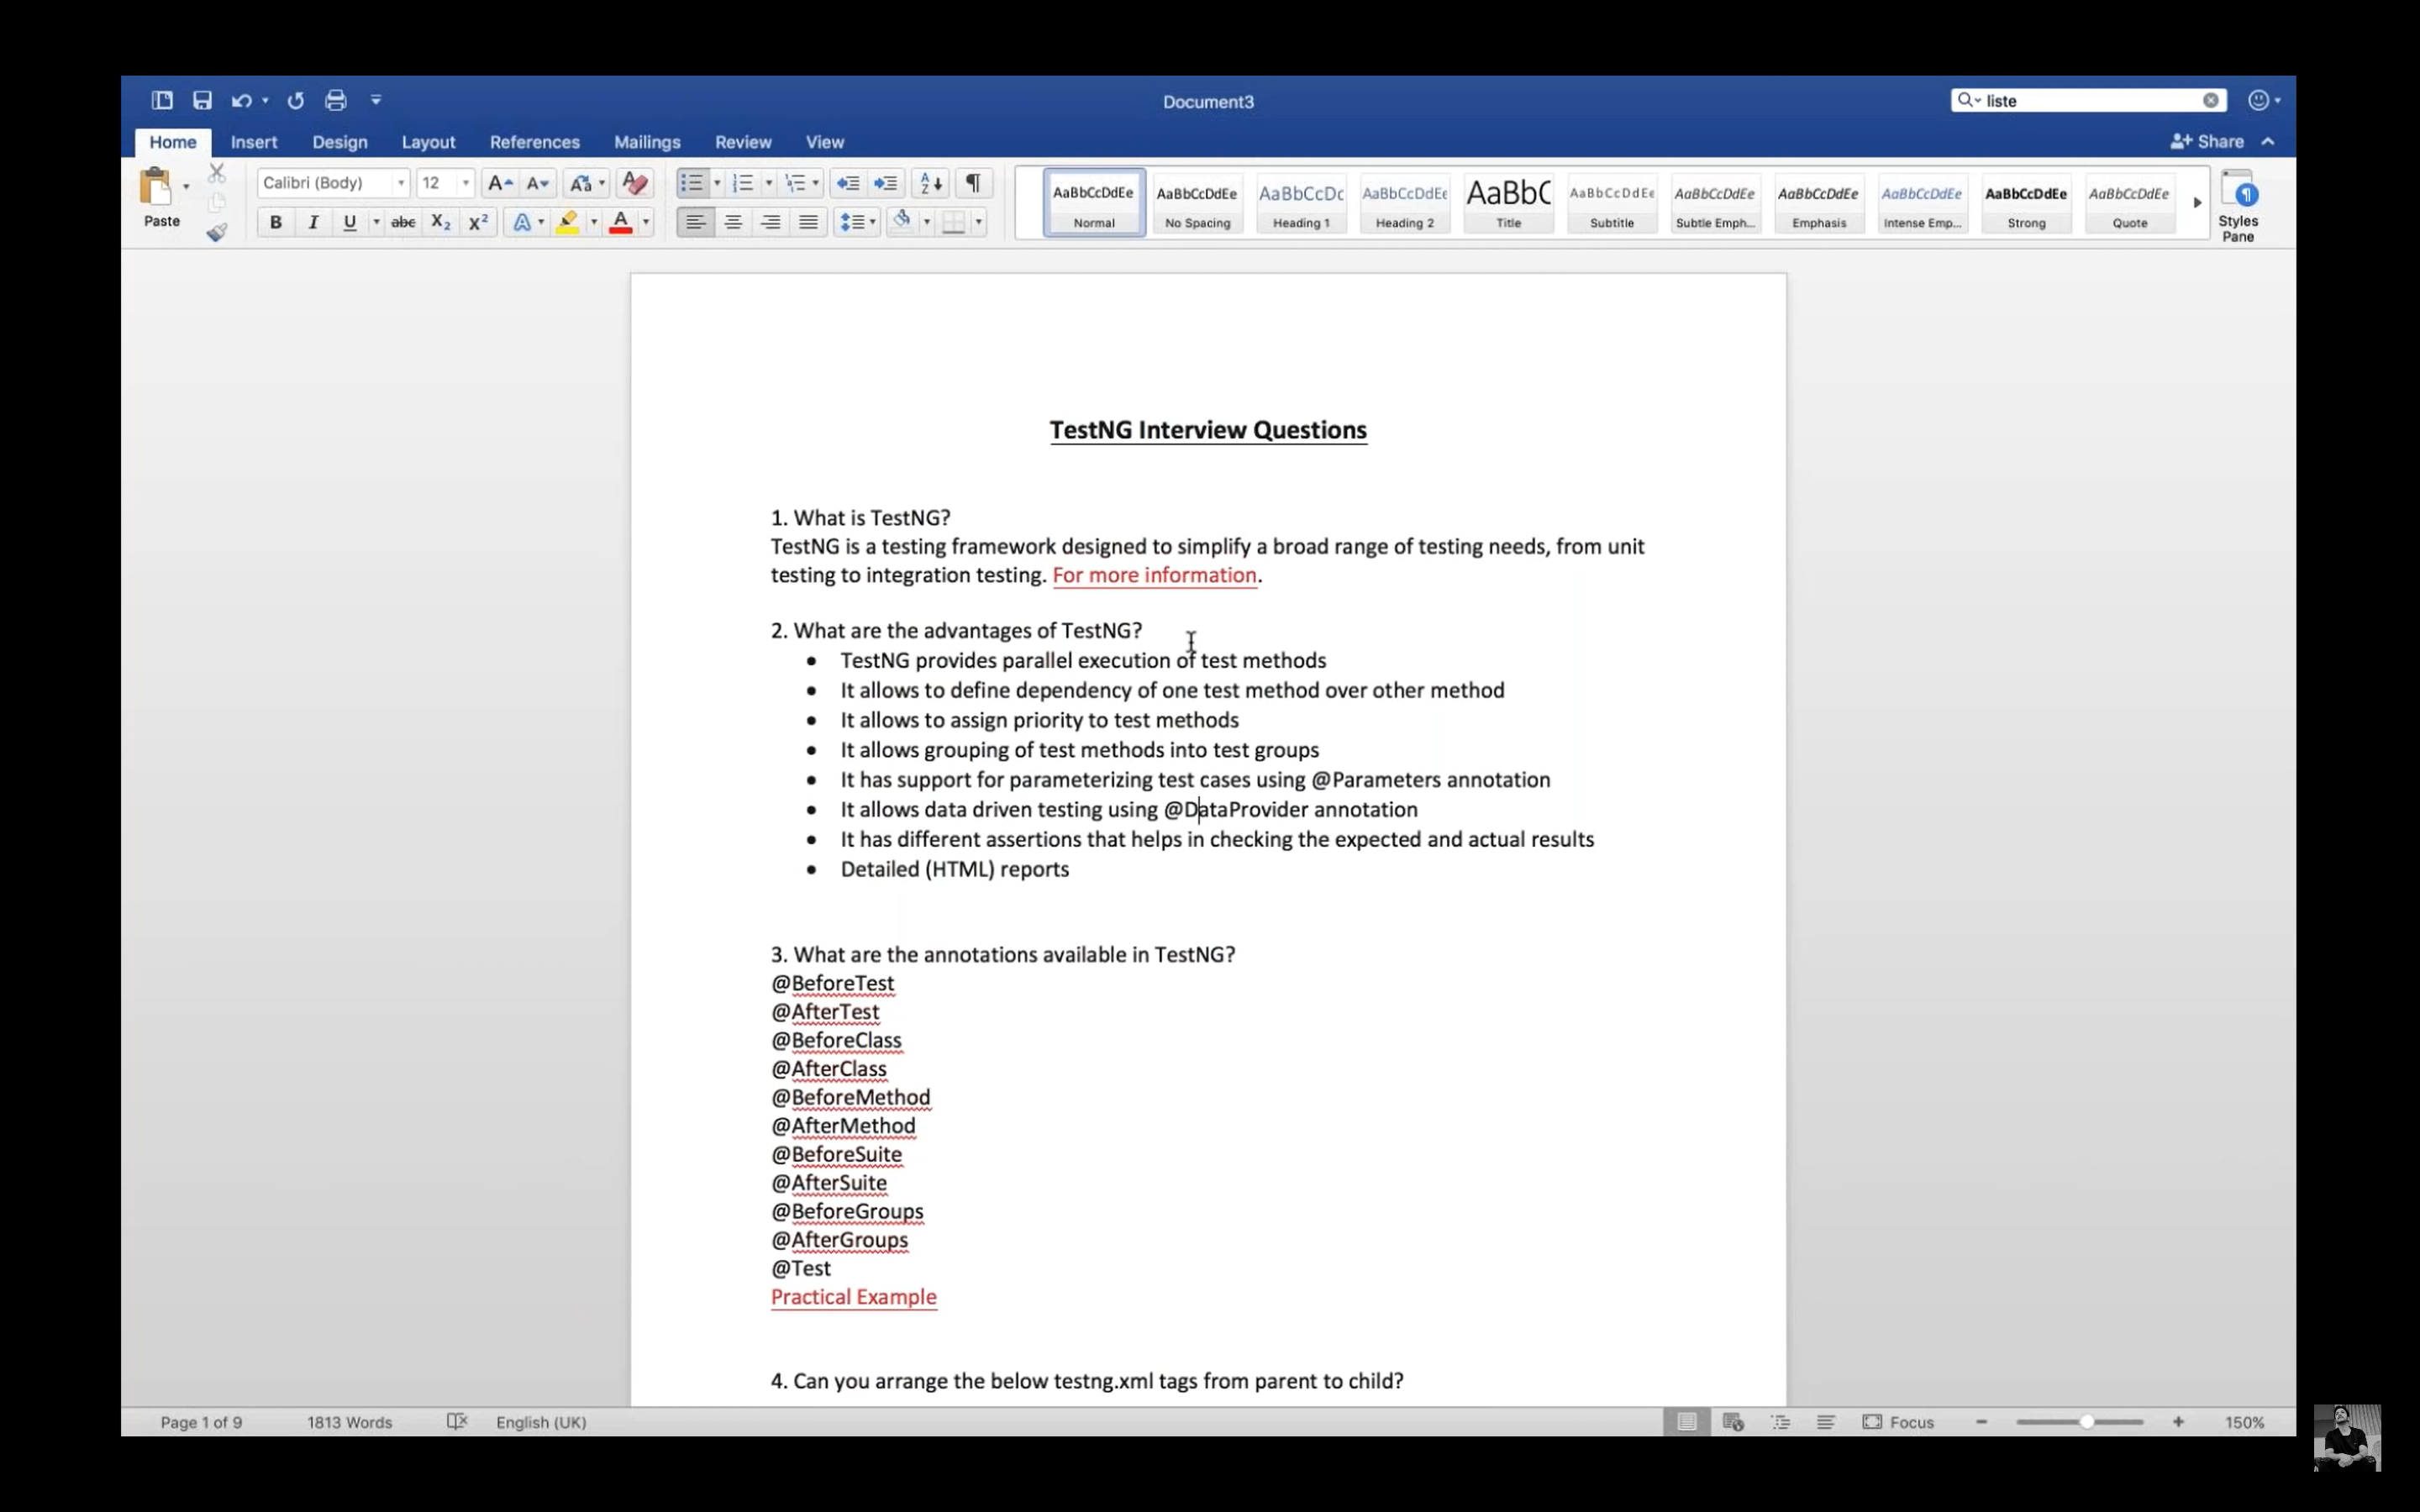 Document3
liste
Home Insert Design Layout References Mailings Review View
Share
Paste
Calibri (Body) 12
AaBbCcDdEe AaBbCcDdEe AaBbCcDc AaBbCcDdEe AaBbC AaBbCcDdEe AaBbCcDdEe AaBbCcDdEe AaBbCcDdEe AaBbCcDdEe AaBbCcDdEe
Normal No Spacing Heading 1 Heading 2 Title Subtitle Subtle Emph... Emphasis Intense Emp... Strong Quote
Styles
Pane
B I U abc X2 X2 A A
TestNG Interview Questions
1. What is TestNG?
TestNG is a testing framework designed to simplify a broad range of testing needs, from unit
testing to integration testing. For more information.
2. What are the advantages of TestNG?
• TestNG provides parallel execution of test methods
• It allows to define dependency of one test method over other method
• It allows to assign priority to test methods
• It allows grouping of test methods into test groups
• It has support for parameterizing test cases using @Parameters annotation
• It allows data driven testing using @DataProvider annotation
• It has different assertions that helps in checking the expected and actual results
• Detailed (HTML) reports
3. What are the annotations available in TestNG?
@BeforeTest
@AfterTest
@BeforeClass
@AfterClass
@BeforeMethod
@AfterMethod
@BeforeSuite
@AfterSuite
@BeforeGroups
@AfterGroups
@Test
Practical Example
4. Can you arrange the below testng.xml tags from parent to child?
Page 1 of 9 1813 Words English (UK) Focus 150%